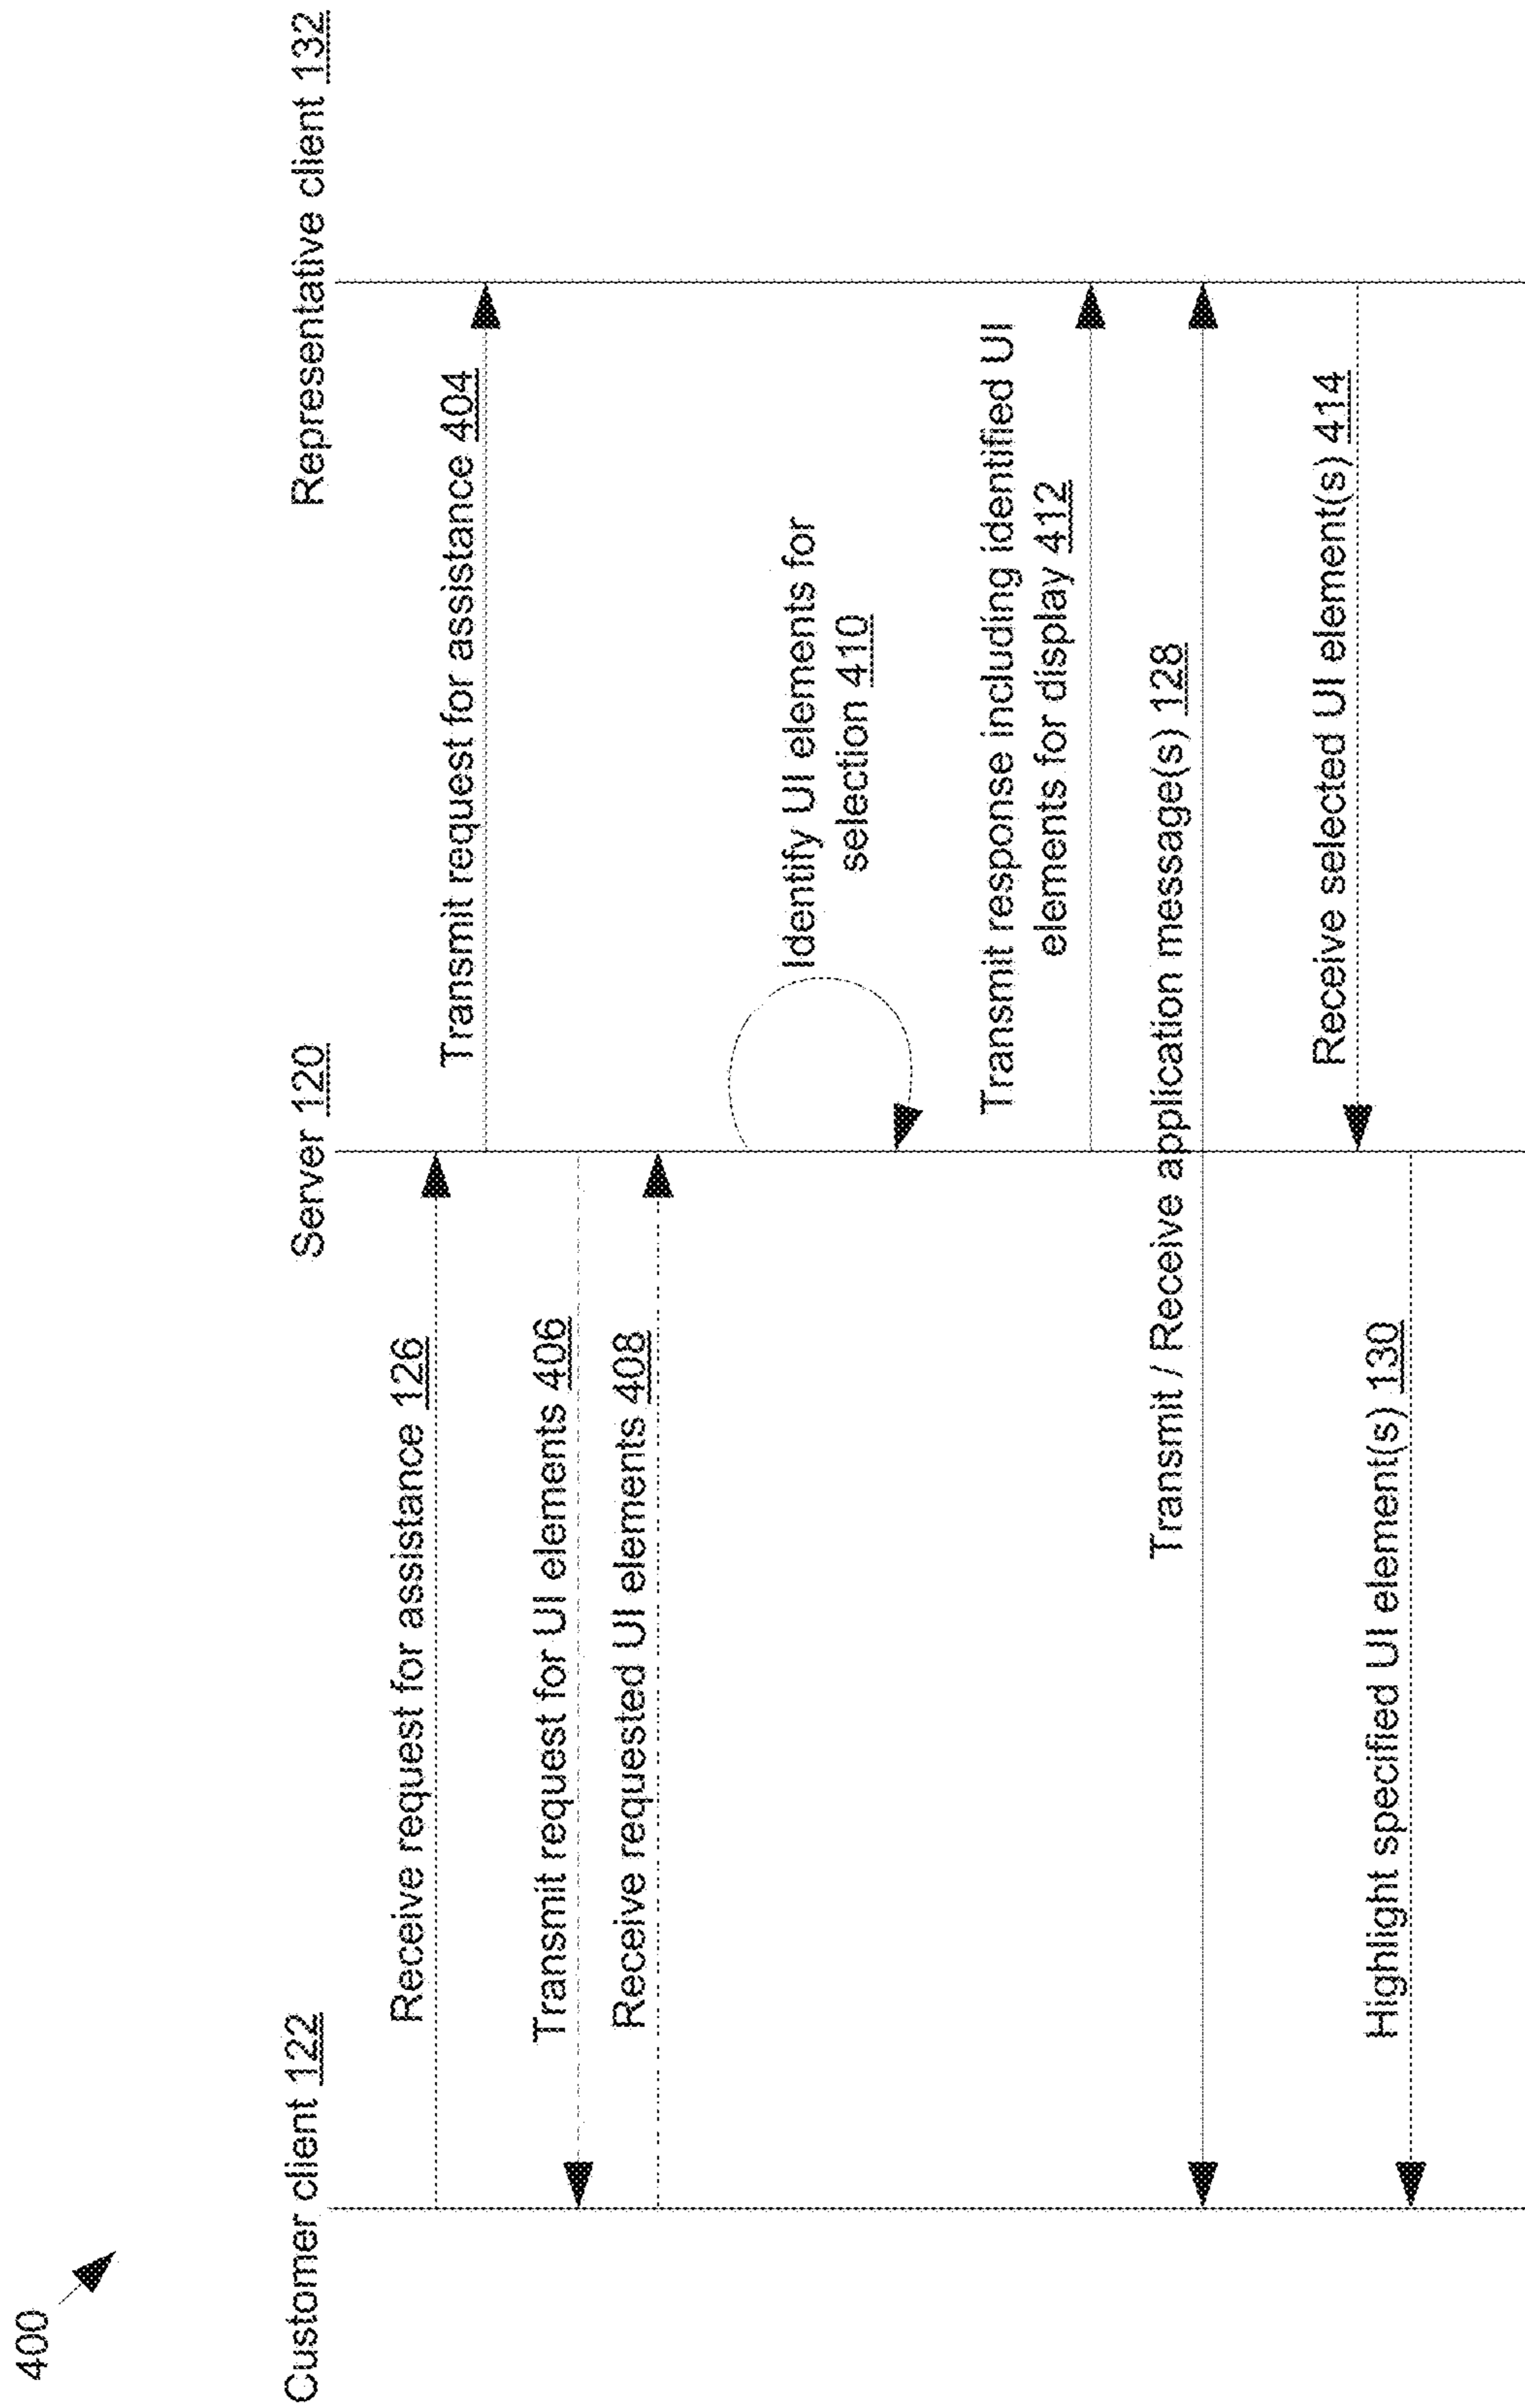 400
Customer client 122
Server 120
Representative client 132
Receive request for assistance 126
Transmit request for assistance 404
Transmit request for UI elements 406
Receive requested UI elements 408
Identify UI elements for
selection 410
Transmit response including identified UI
elements for display 412
Transmit / Receive application message(s) 128
Receive selected UI element(s) 414
Highlight specified UI element(s) 130